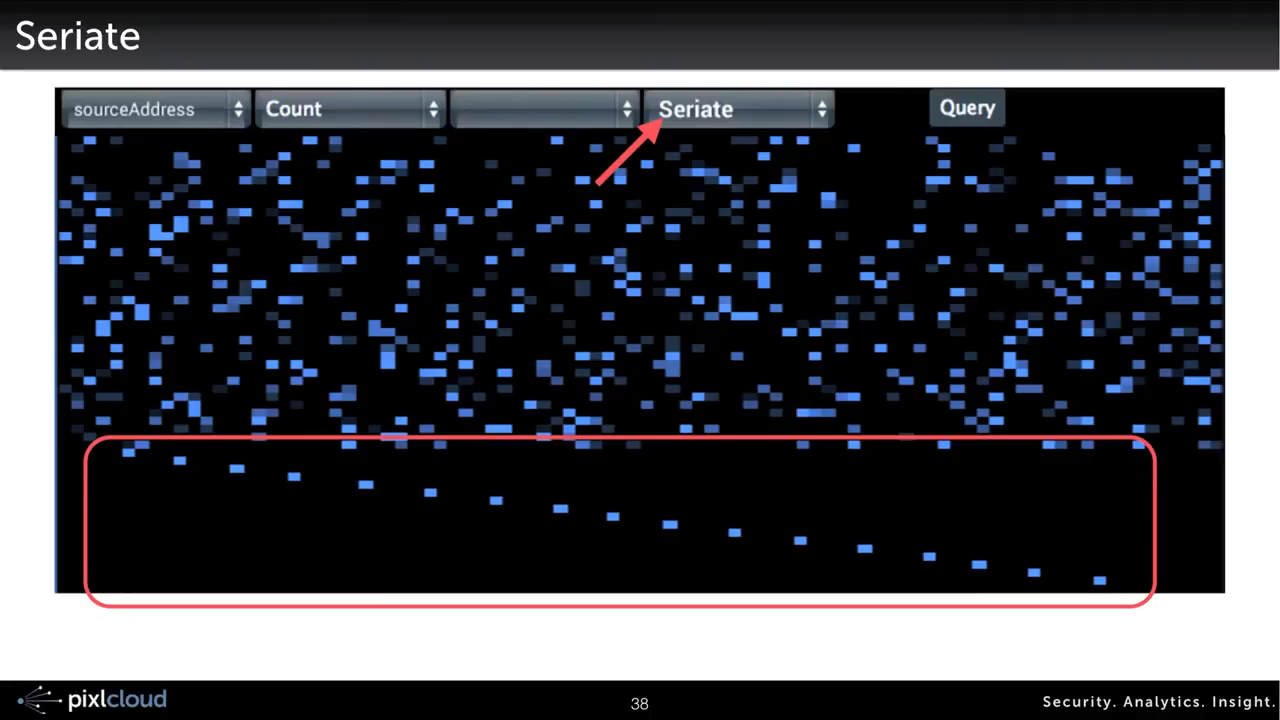 Seriate
sourceAddress Count Seriate Query
pixlcloud 38 Security. Analytics. Insight.